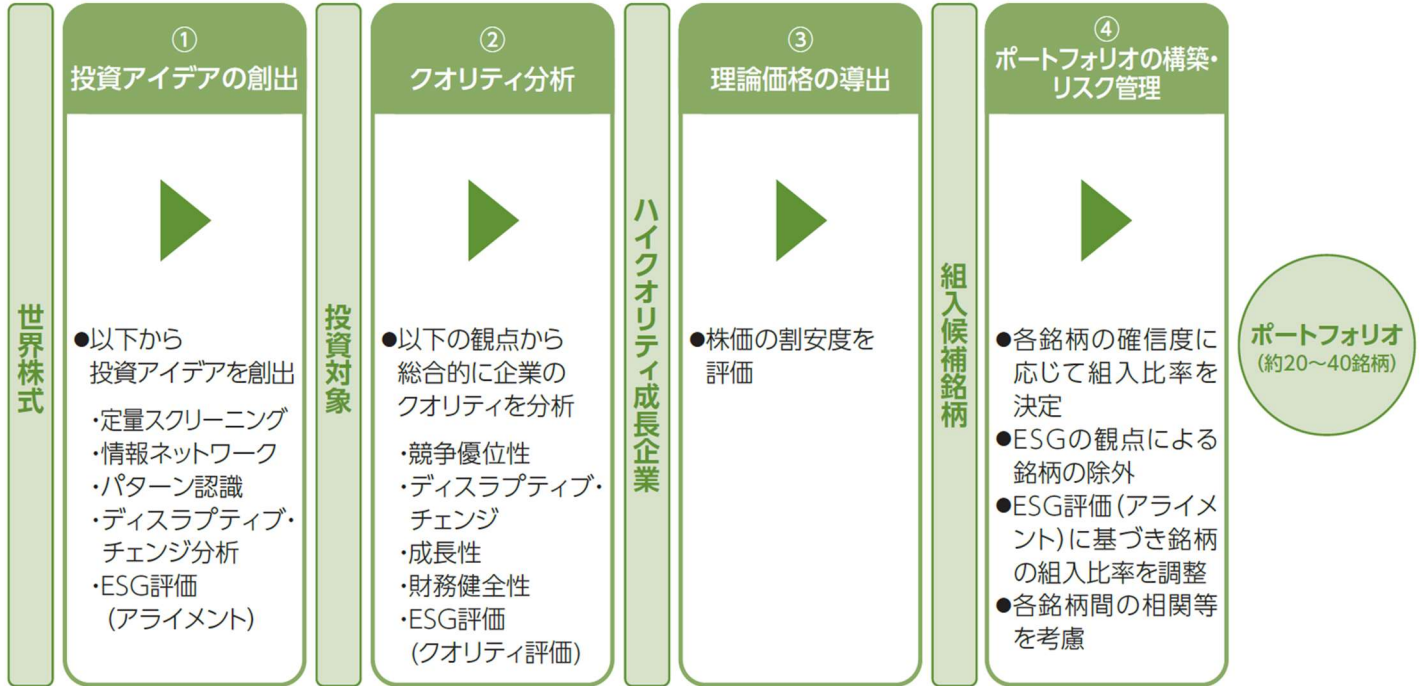 世界株式
①
投資アイデアの創出
●以下から
投資アイデアを創出
・定量スクリーニング
・情報ネットワーク
・パターン認識
・ディスラプティブ・
チェンジ分析
・ESG評価
(アライメント)
投資対象
②
クオリティ分析
●以下の観点から
総合的に企業の
クオリティを分析
・競争優位性
・ディスラプティブ・
チェンジ
・成長性
・財務健全性
・ESG評価
(クオリティ評価)
ハイクオリティ成長企業
③
理論価格の導出
●株価の割安度を
評価
組入候補銘柄
④
ポートフォリオの構築・
リスク管理
●各銘柄の確信度に
応じて組入比率を
決定
●ESGの観点による
銘柄の除外
●ESG評価(アライメ
ント)に基づき銘柄
の組入比率を調整
●各銘柄間の相関等
を考慮
ポートフォリオ
(約20～40銘柄)